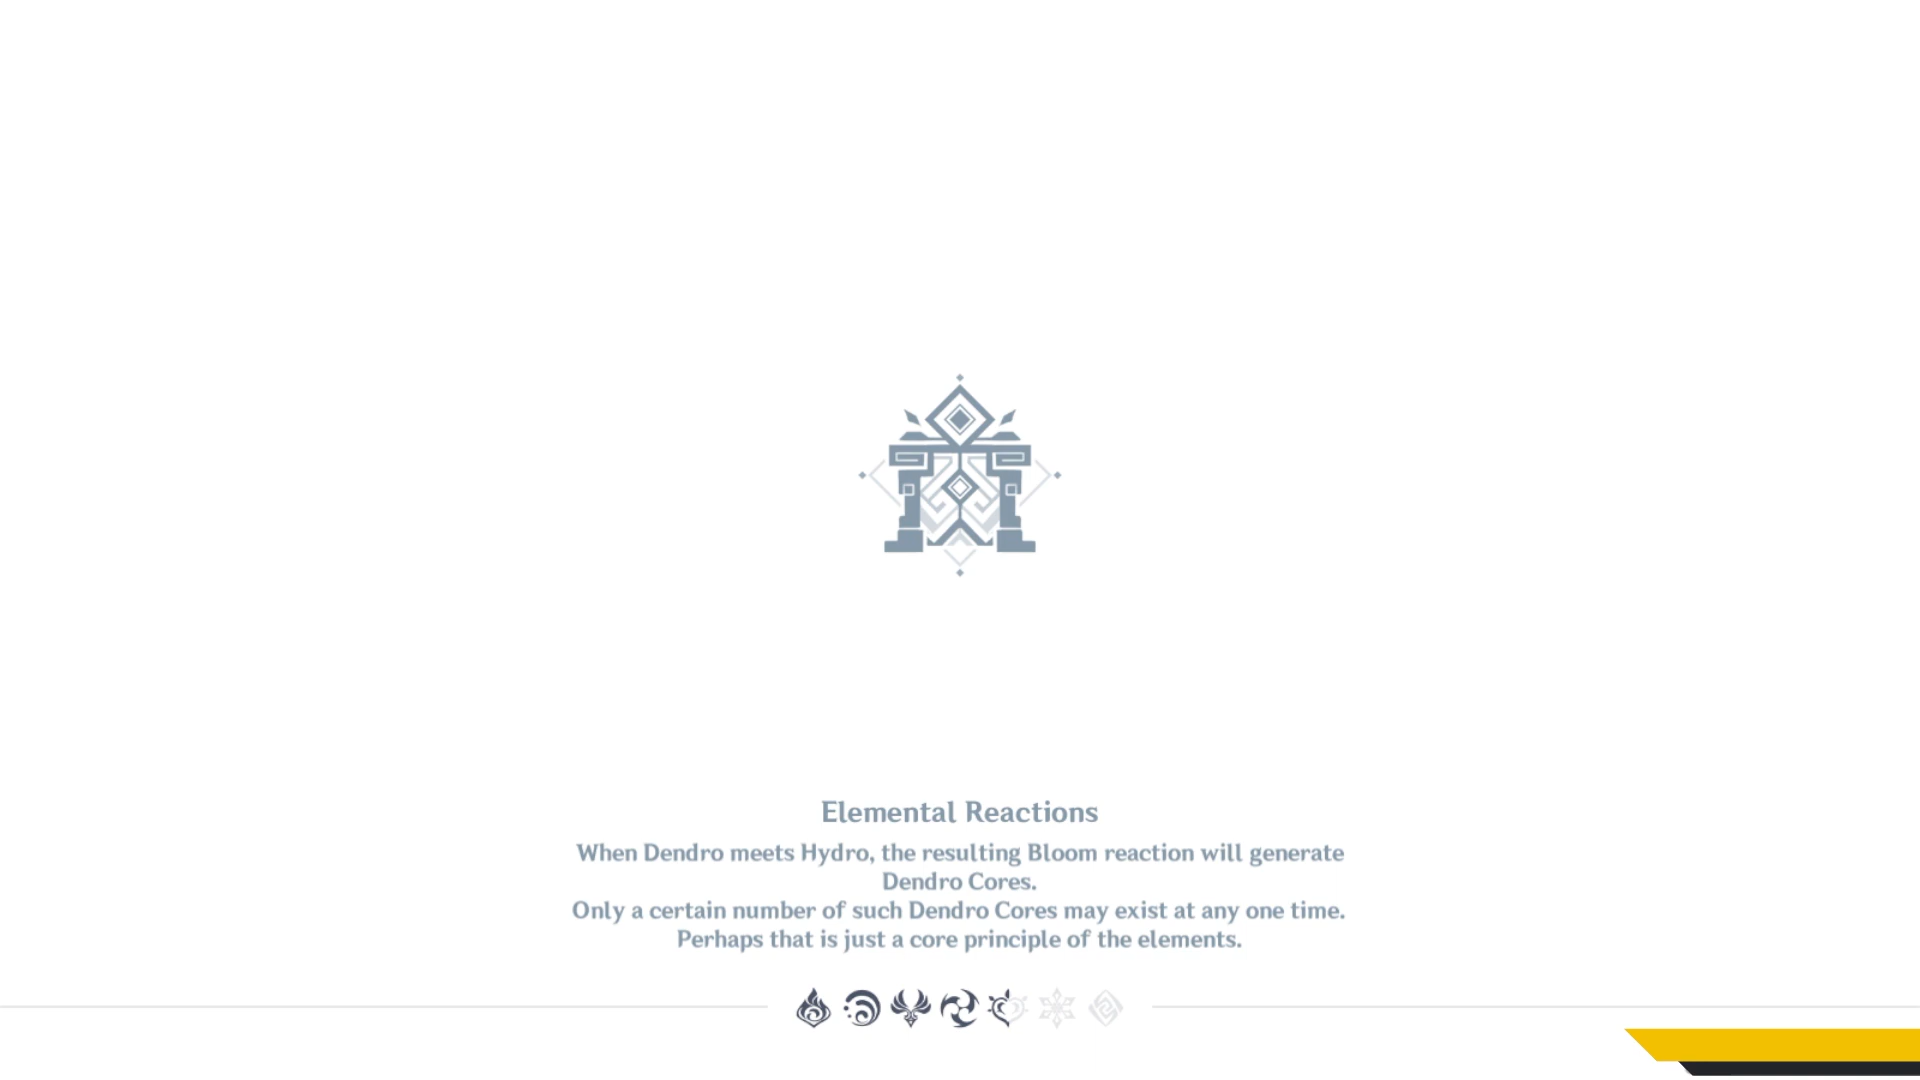 Elemental Reactions
When Dendro meets Hydro, the resulting Bloom reaction will generate
Dendro Cores.
Only a certain number of such Dendro Cores may exist at any one time.
Perhaps that is just a core principle of the elements.